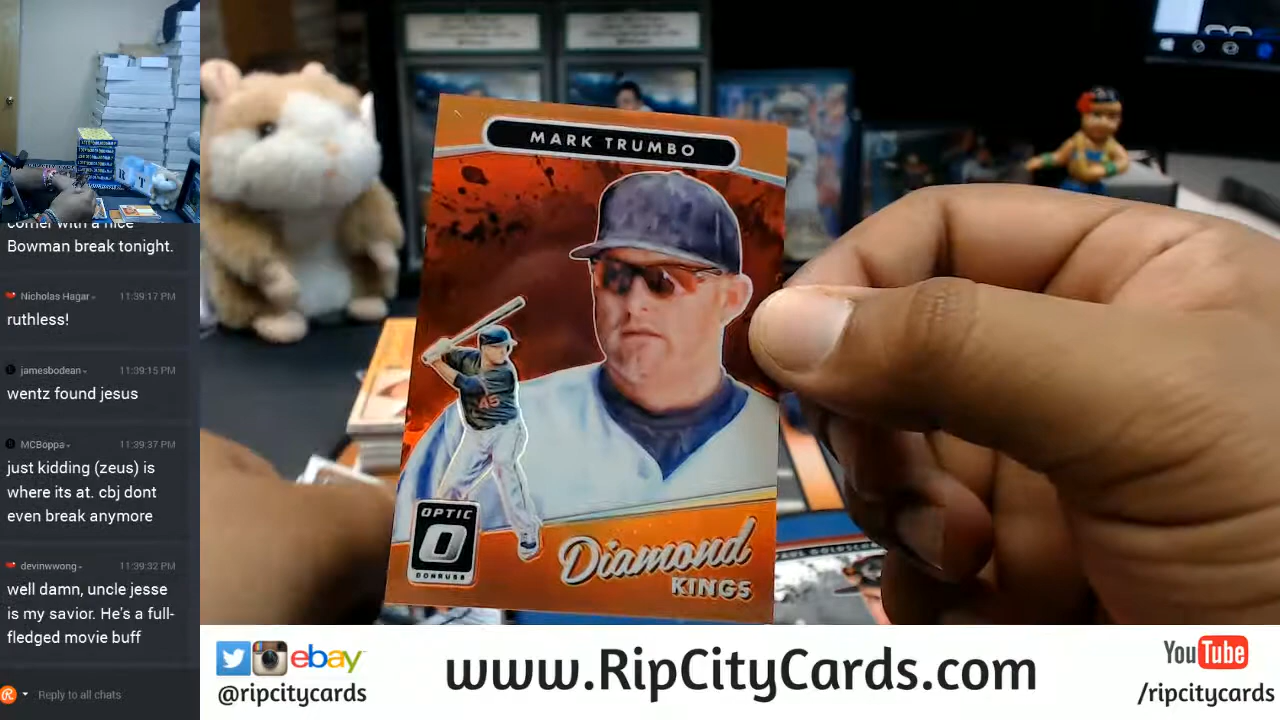 comer with a nice
Bowman break tonight.
Nicholas Hagar
11:39:17 PM
ruthless!
jamesbodean
11:39:15 PM
wentz found jesus
MCBoppa
11:39:37 PM
just kidding (zeus) is
where its at. cbj dont
even break anymore
devinwwong
11:39:32 PM
well damn, uncle jesse
is my savior. He's a full-
fledged movie buff
Reply to all chats
MARK TRUMBO
45
OPTIC
O
DONRUSS
Diamond
KINGS
ebay
@ripcitycards
www.RipCityCards.com
YouTube
/ripcitycards